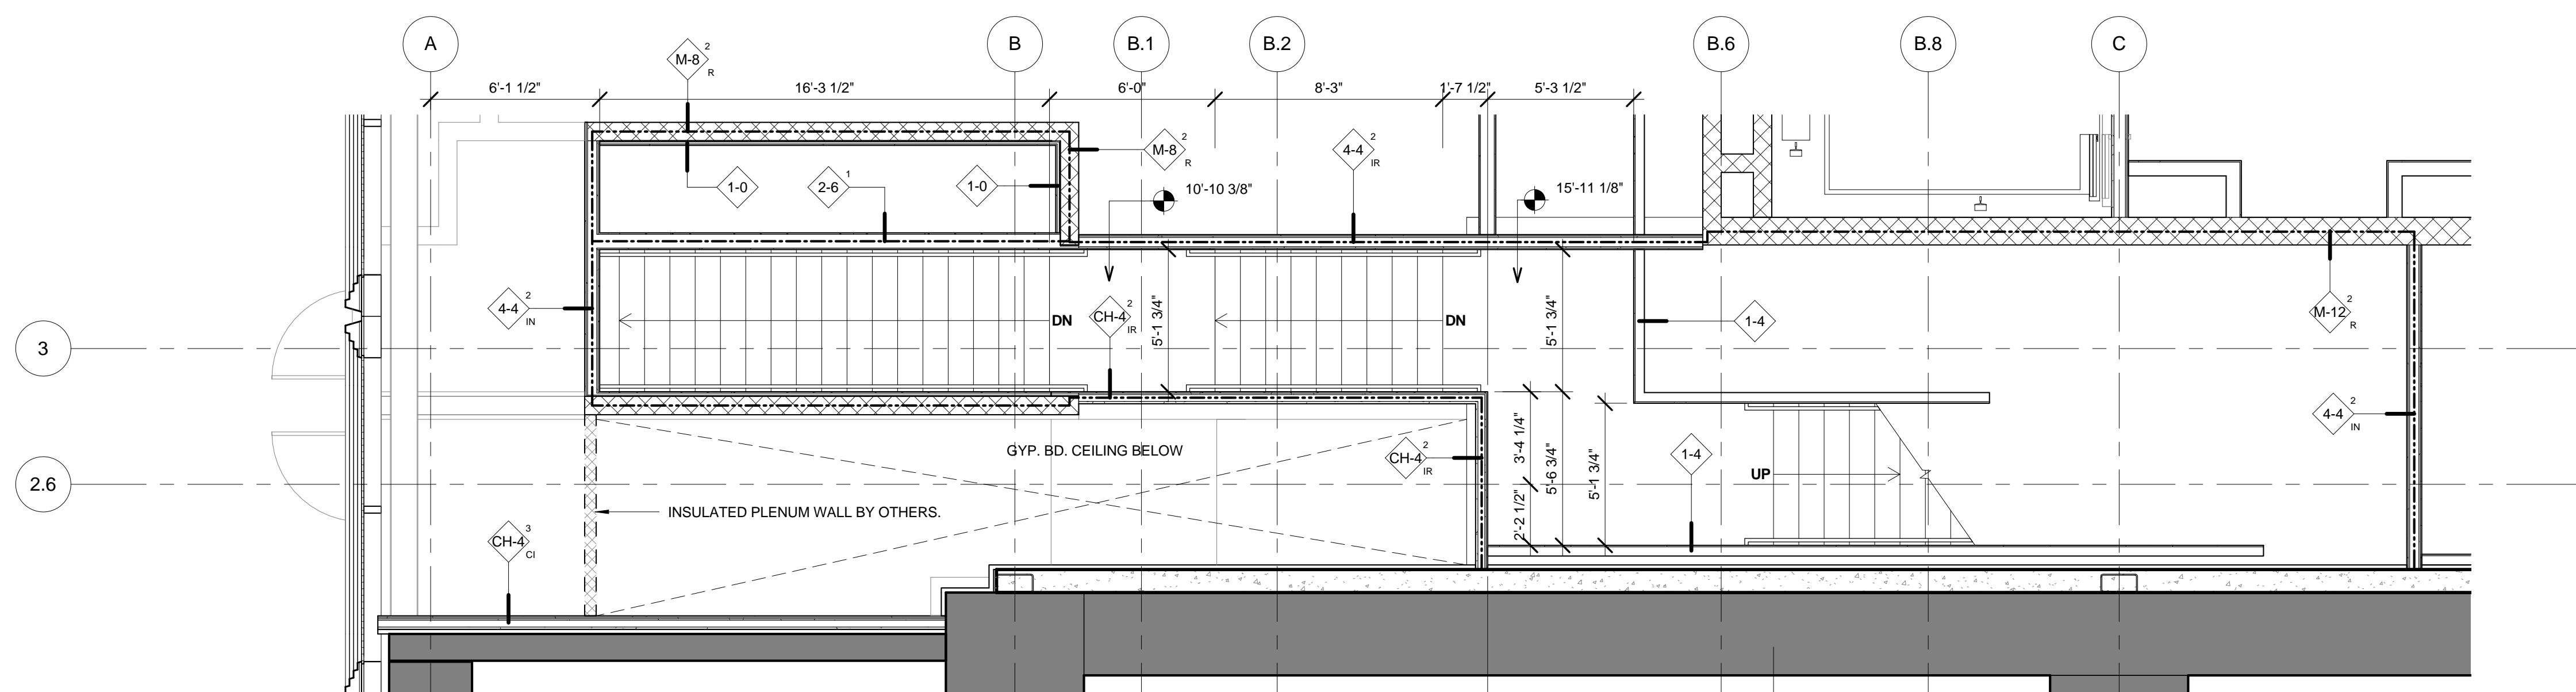 A
B
B.1
B.2
B.6
B.8
C
M-8
2
R
6'-1 1/2"
16'-3 1/2"
6'-0"
8'-3"
1'-7 1/2"
5'-3 1/2"
M-8
2
R
4-4
2
IR
1-0
2-6
1
1-0
10'-10 3/8"
15'-11 1/8"
4-4
2
IN
DN
CH-4
2
IR
5'-1 3/4"
DN
5'-1 3/4"
1-4
M-12
2
R
3
GYP. BD. CEILING BELOW
CH-4
2
IR
3'-4 1/4"
5'-6 3/4"
5'-1 3/4"
2'-2 1/2"
1-4
UP
4-4
2
IN
2.6
INSULATED PLENUM WALL BY OTHERS.
CH-4
3
CI